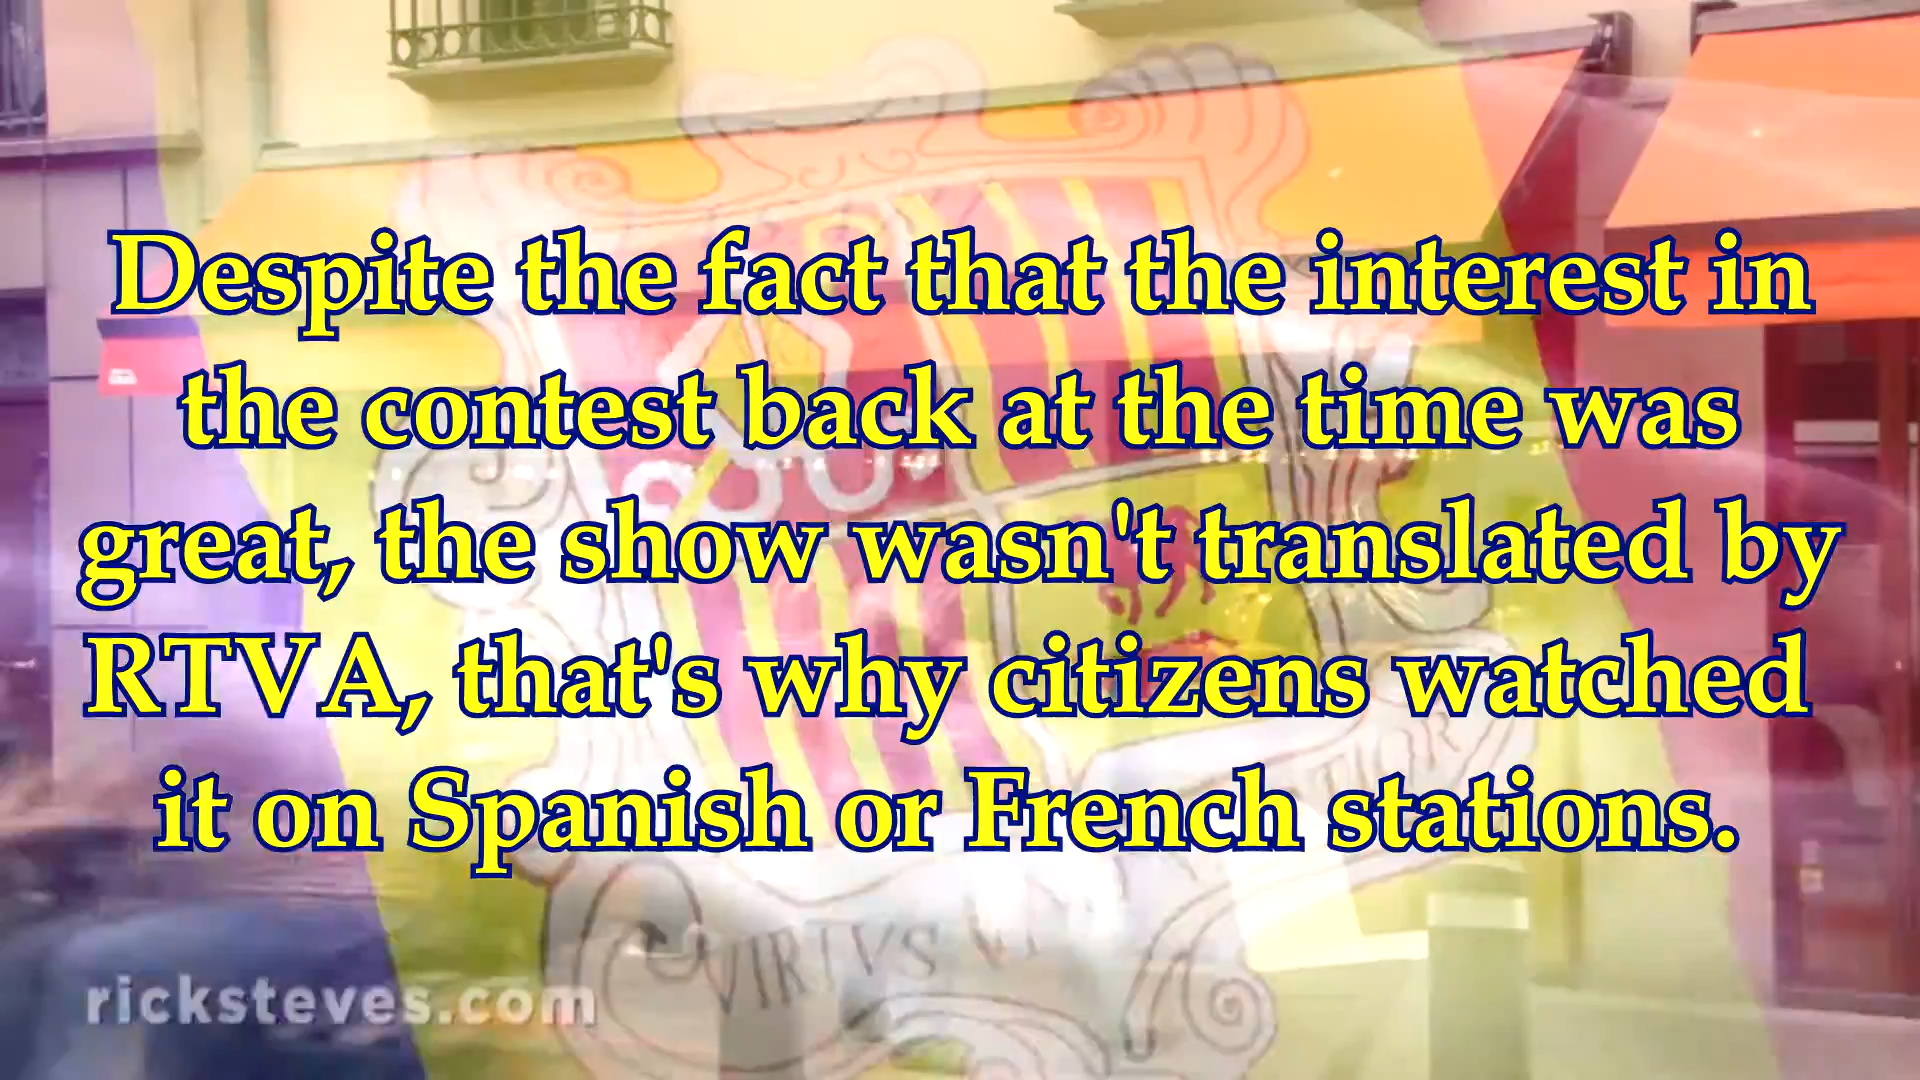 Despite the fact that the interest in
the contest back at the time was
great, the show wasn't translated by
RTVA, that's why citizens watched
it on Spanish or French stations.
VIRTVS
ricksteves.com